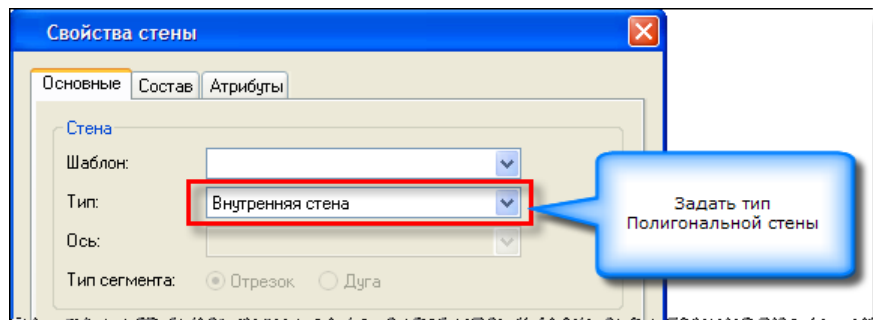 Свойства стены
Основные Состав Атрибуты
Стена
Шаблон:
Тип: Внутренняя стена
Задать тип
Полигональной стены
Ось:
Тип сегмента: Отрезок Дуга